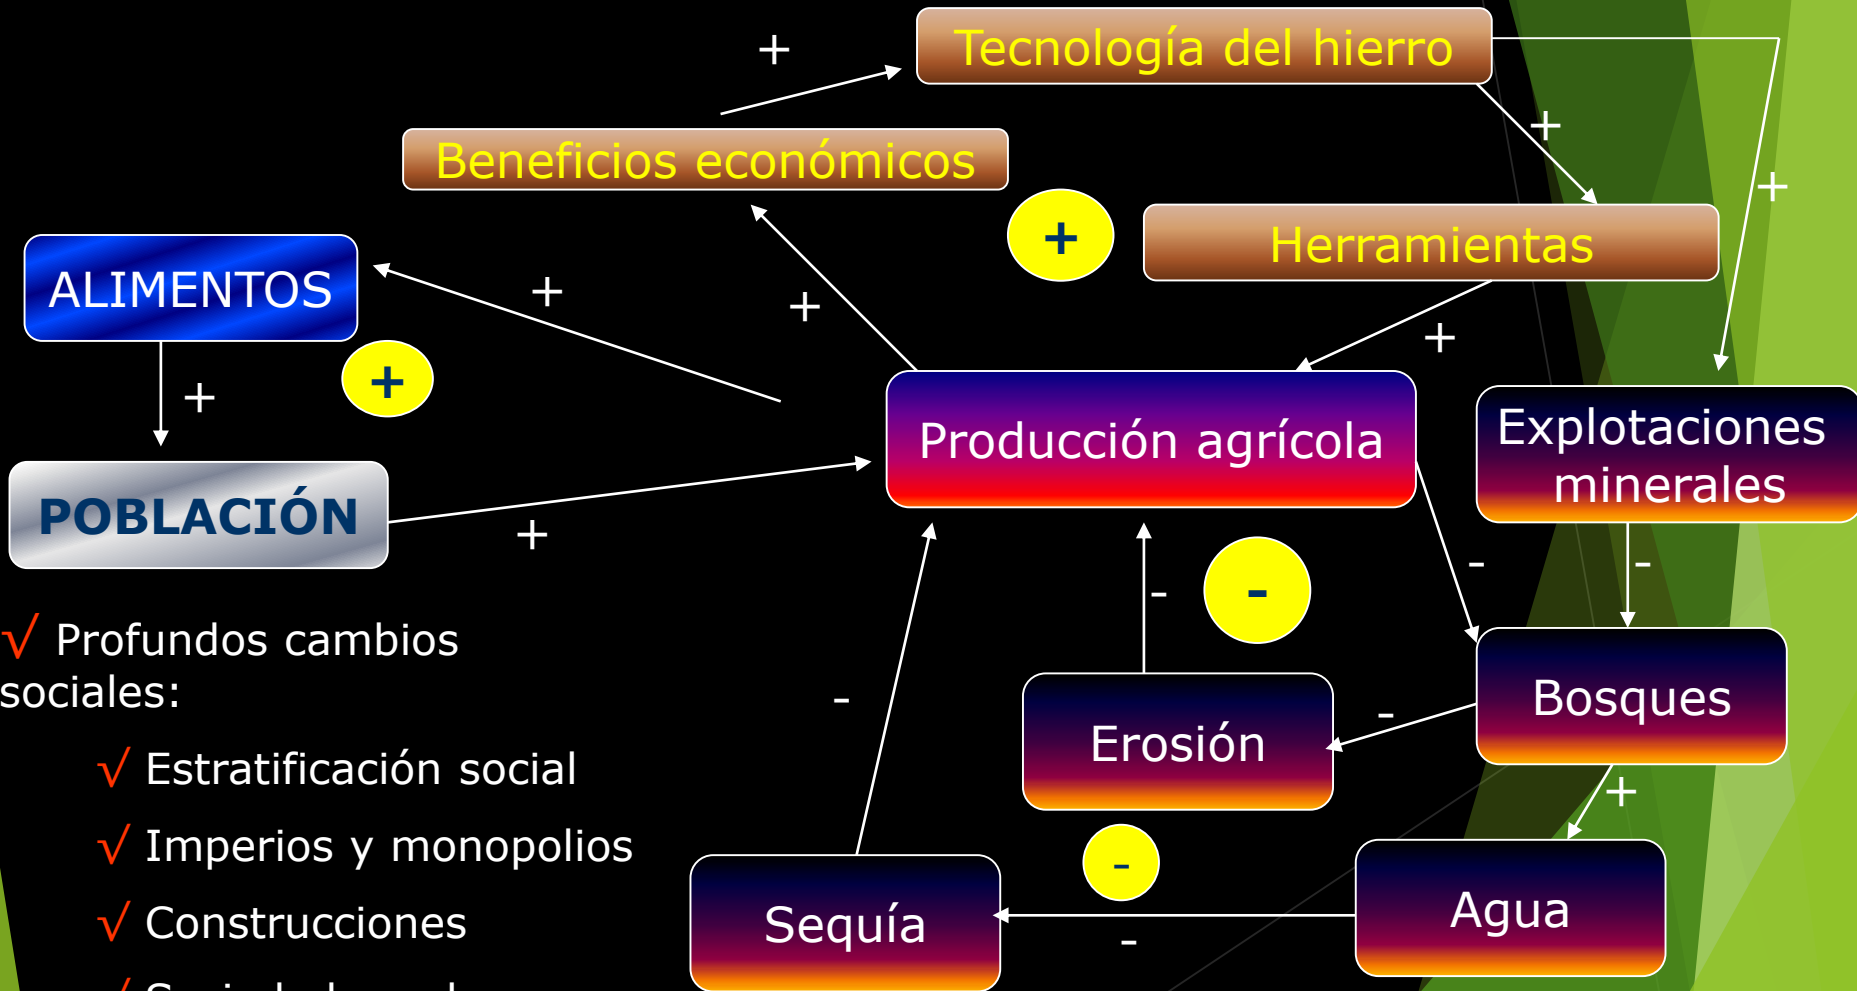 +
Tecnología del hierro
+
Beneficios económicos
+
+
Herramientas
+
ALIMENTOS
+
+
+
+
+
Producción agrícola
Explotaciones
minerales
POBLACIÓN
+
-
-
-
-
√ Profundos cambios
sociales:
-
-
Erosión
Bosques
√ Estratificación social
+
√ Imperios y monopolios
-
Sequía
-
Agua
√ Construcciones